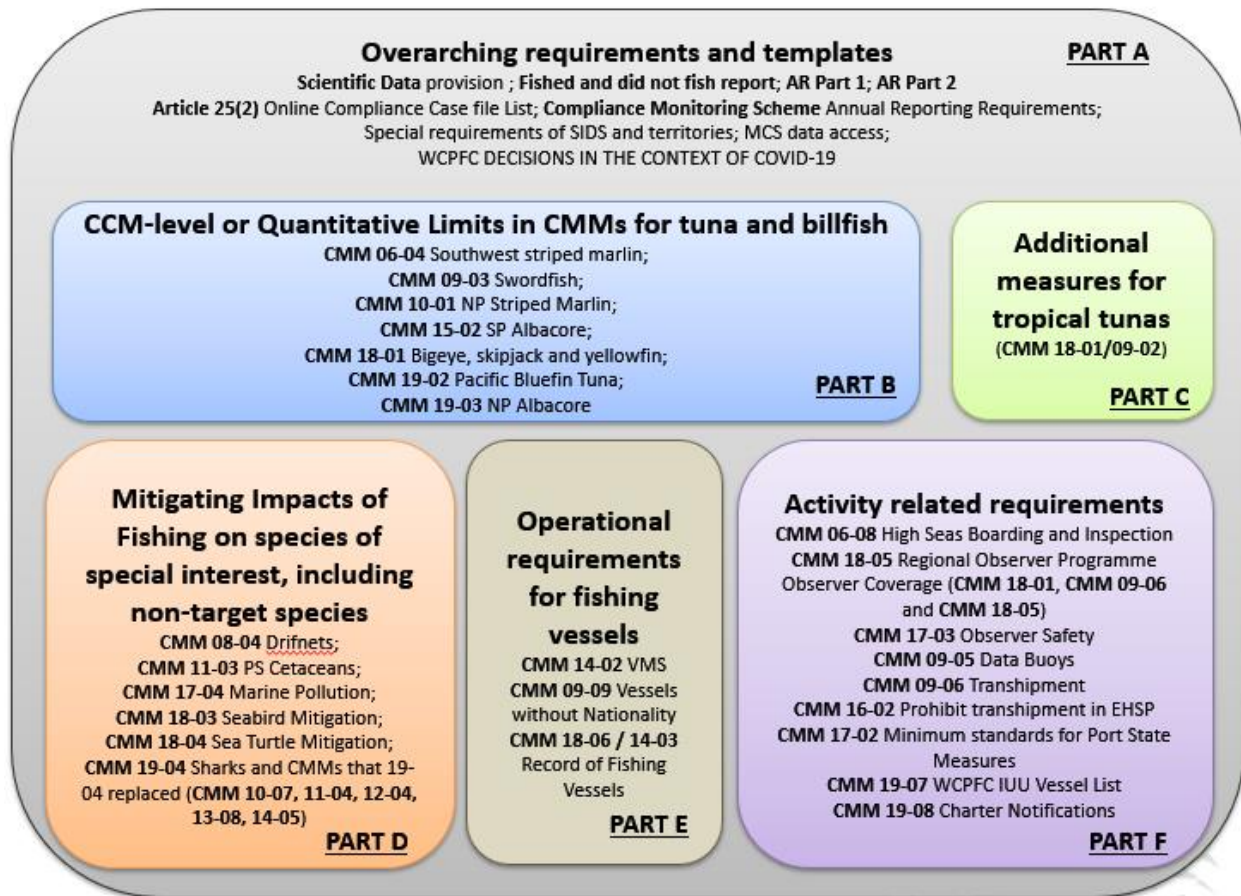 Overarching requirements and templates
PART A
Scientific Data provision ; Fished and did not fish report; AR Part 1; AR Part 2
Article 25(2) Online Compliance Case file List; Compliance Monitoring Scheme Annual Reporting Requirements;
Special requirements of SIDS and territories; MCS data access;
WCPFC DECISIONS IN THE CONTEXT OF COVID-19
CCM-level or Quantitative Limits in CMMs for tuna and billfish
CMM 06-04 Southwest striped marlin;
CMM 09-03 Swordfish;
CMM 10-01 NP Striped Marlin;
CMM 15-02 SP Albacore;
CMM 18-01 Bigeye, skipjack and yellowfin;
CMM 19-02 Pacific Bluefin Tuna;
CMM 19-03 NP Albacore
PART B
Additional
measures for
tropical tunas
(CMM 18-01/09-02)
PART C
Mitigating Impacts of
Fishing on species of
special interest, including
non-target species
CMM 08-04 Drifnets;
CMM 11-03 PS Cetaceans;
CMM 17-04 Marine Pollution;
CMM 18-03 Seabird Mitigation;
CMM 18-04 Sea Turtle Mitigation;
CMM 19-04 Sharks and CMMs that 19-
04 replaced (CMM 10-07, 11-04, 12-04,
13-08, 14-05)
PART D
Operational
requirements
for fishing
vessels
CMM 14-02 VMS
CMM 09-09 Vessels
without Nationality
CMM 18-06 / 14-03
Record of Fishing
Vessels
PART E
Activity related requirements
CMM 06-08 High Seas Boarding and Inspection
CMM 18-05 Regional Observer Programme
Observer Coverage (CMM 18-01, CMM 09-06
and CMM 18-05)
CMM 17-03 Observer Safety
CMM 09-05 Data Buoys
CMM 09-06 Transhipment
CMM 16-02 Prohibit transhipment in EHSP
CMM 17-02 Minimum standards for Port State
Measures
CMM 19-07 WCPFC IUU Vessel List
CMM 19-08 Charter Notifications
PART F